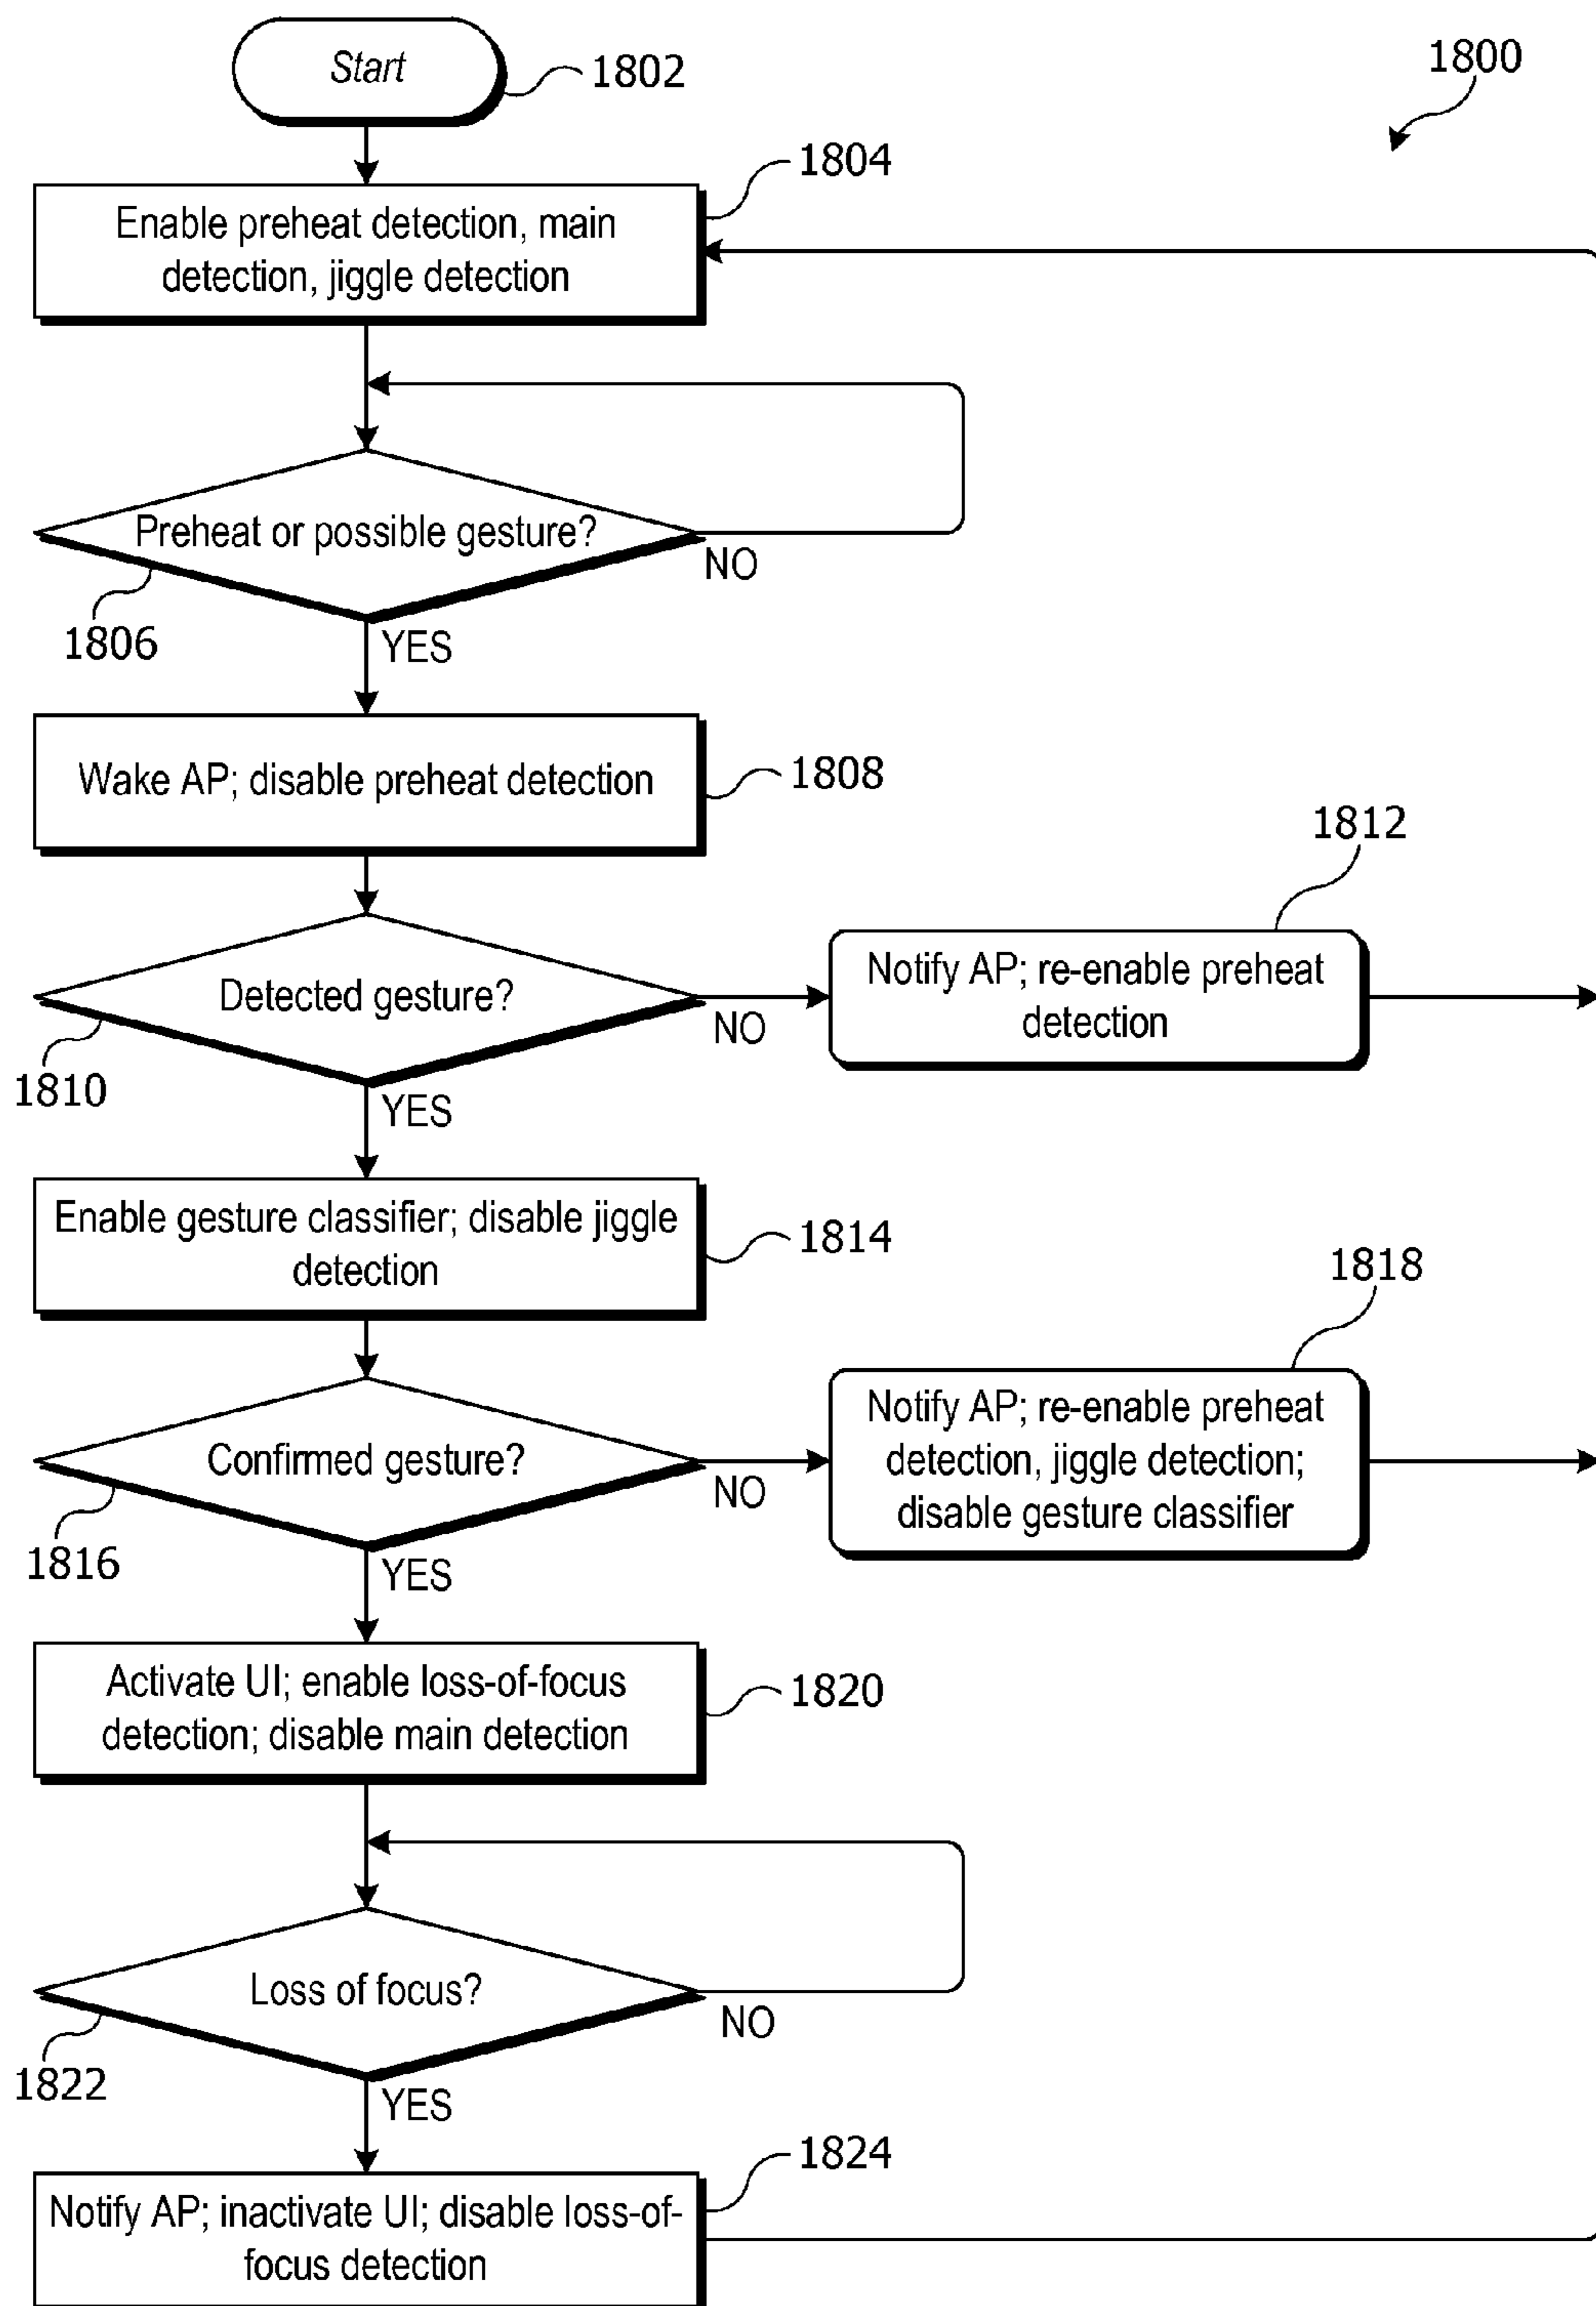 Start
1802
1800
1804
Enable preheat detection, main
detection, jiggle detection
Preheat or possible gesture?
NO
1806
YES
Wake AP; disable preheat detection
1808
1812
Detected gesture?
NO
Notify AP; re-enable preheat
detection
1810
YES
Enable gesture classifier; disable jiggle
detection
1814
1818
Confirmed gesture?
NO
Notify AP; re-enable preheat
detection, jiggle detection;
disable gesture classifier
1816
YES
Activate UI; enable loss-of-focus
detection; disable main detection
1820
Loss of focus?
NO
1822
YES
1824
Notify AP; inactivate UI; disable loss-of-
focus detection